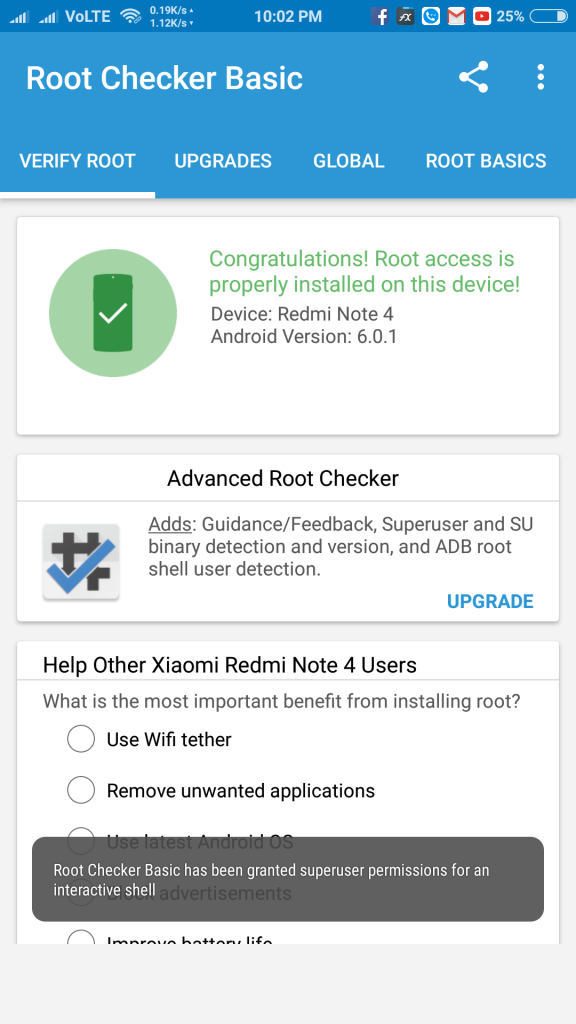 VoLTE 0.19K/s 10:02 PM 25%
1.12K/s
Root Checker Basic
VERIFY ROOT UPGRADES GLOBAL ROOT BASICS
Congratulations! Root access is
properly installed on this device!
Device: Redmi Note 4
Android Version: 6.0.1
Advanced Root Checker
Adds: Guidance/Feedback, Superuser and SU
binary detection and version, and ADB root
shell user detection.
UPGRADE
Help Other Xiaomi Redmi Note 4 Users
What is the most important benefit from installing root?
Use Wifi tether
Remove unwanted applications
Use latest Android OS
Root Checker Basic has been granted superuser permissions for an
interactive shell
Block advertisements
Improve battery life